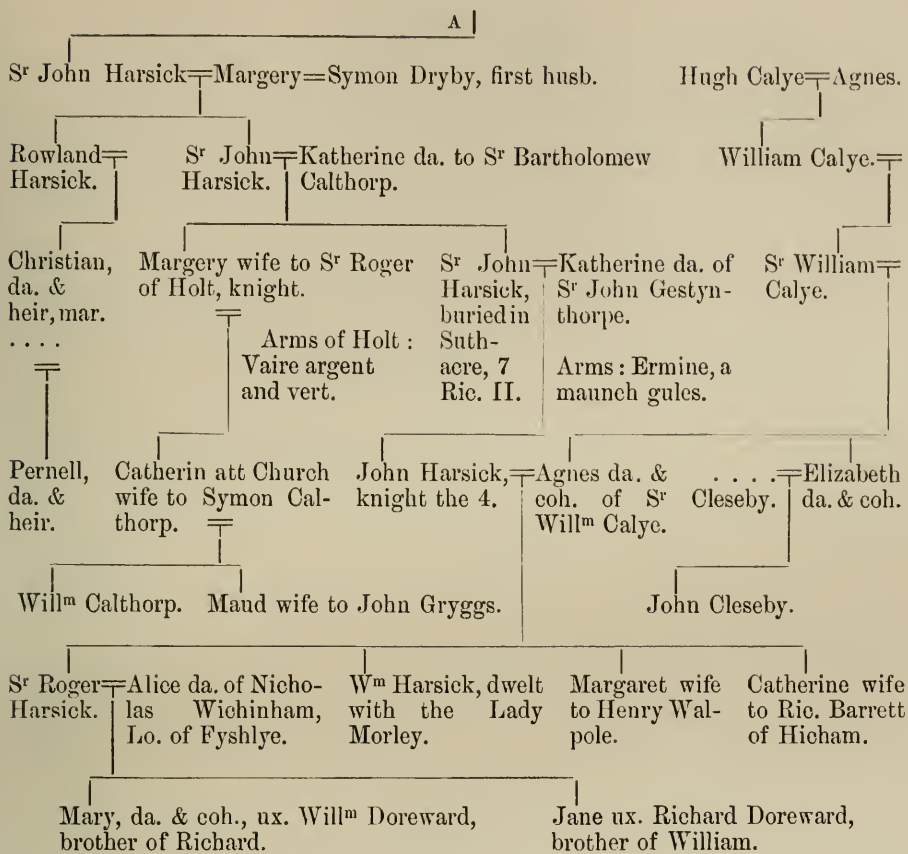 A
Sʳ John Harsick=Margery=Symon Dryby, first husb.
Hugh Calye=Agnes.
Rowland=
Harsick.
Sʳ John=Katherine da. to Sʳ Bartholomew
Harsick. Calthorp.
William Calye.=
Christian,
da. &
heir, mar.
. . . .
Margery wife to Sʳ Roger
of Holt, knight.
Arms of Holt :
Vaire argent
and vert.
Sʳ John=Katherine da. of
Harsick, Sʳ John Gestyn-
buried in thorpe.
Suth-
acre, 7 Arms : Ermine, a
Ric. II. maunch gules.
Sʳ William=
Calye.
Pernell,
da. &
heir.
Catherin att Church
wife to Symon Cal-
thorp.
John Harsick,=Agnes da. &
knight the 4. coh. of Sʳ
Willᵐ Calye.
. . . .=Elizabeth
Cleseby. da. & coh.
Willᵐ Calthorp. Maud wife to John Gryggs.
John Cleseby.
Sʳ Roger=Alice da. of Nicho-
Harsick. las Wichinham,
Lo. of Fyshlye.
Wᵐ Harsick, dwelt
with the Lady
Morley.
Margaret wife
to Henry Wal-
pole.
Catherine wife
to Ric. Barrett
of Hicham.
Mary, da. & coh., ux. Willᵐ Doreward,
brother of Richard.
Jane ux. Richard Doreward,
brother of William.